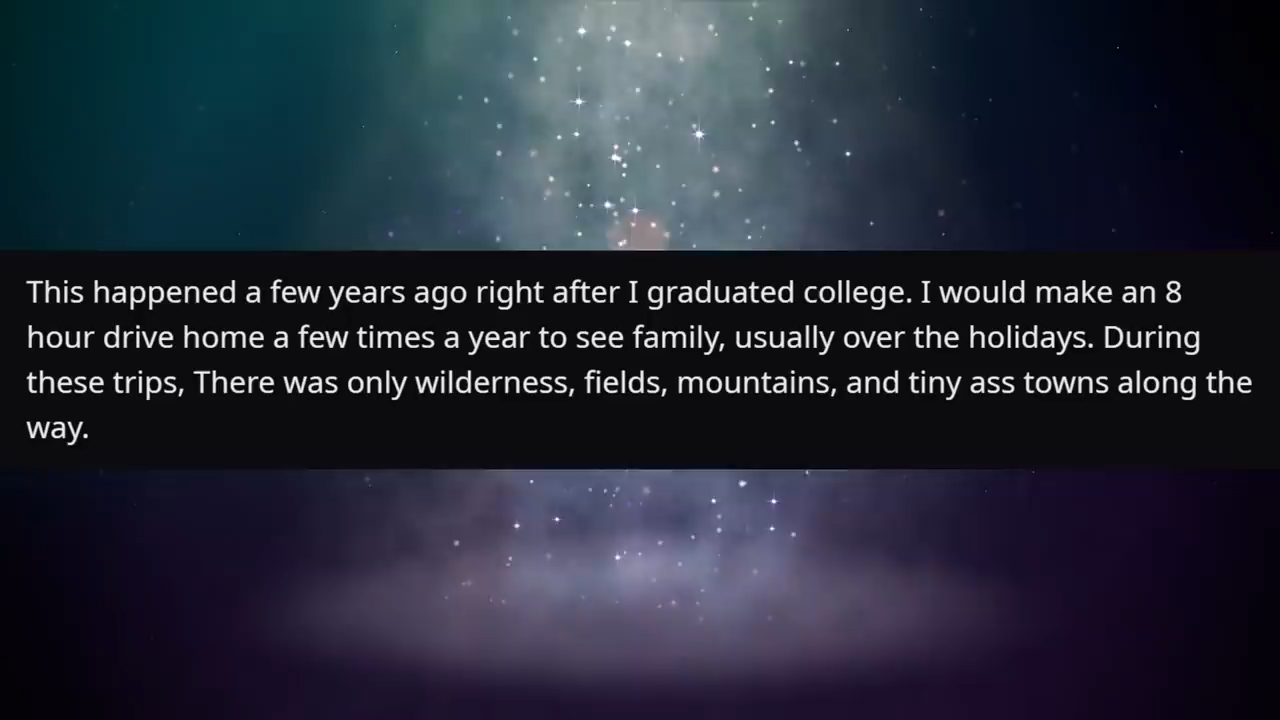 This happened a few years ago right after I graduated college. I would make an 8
hour drive home a few times a year to see family, usually over the holidays. During
these trips, There was only wilderness, fields, mountains, and tiny ass towns along the
way.